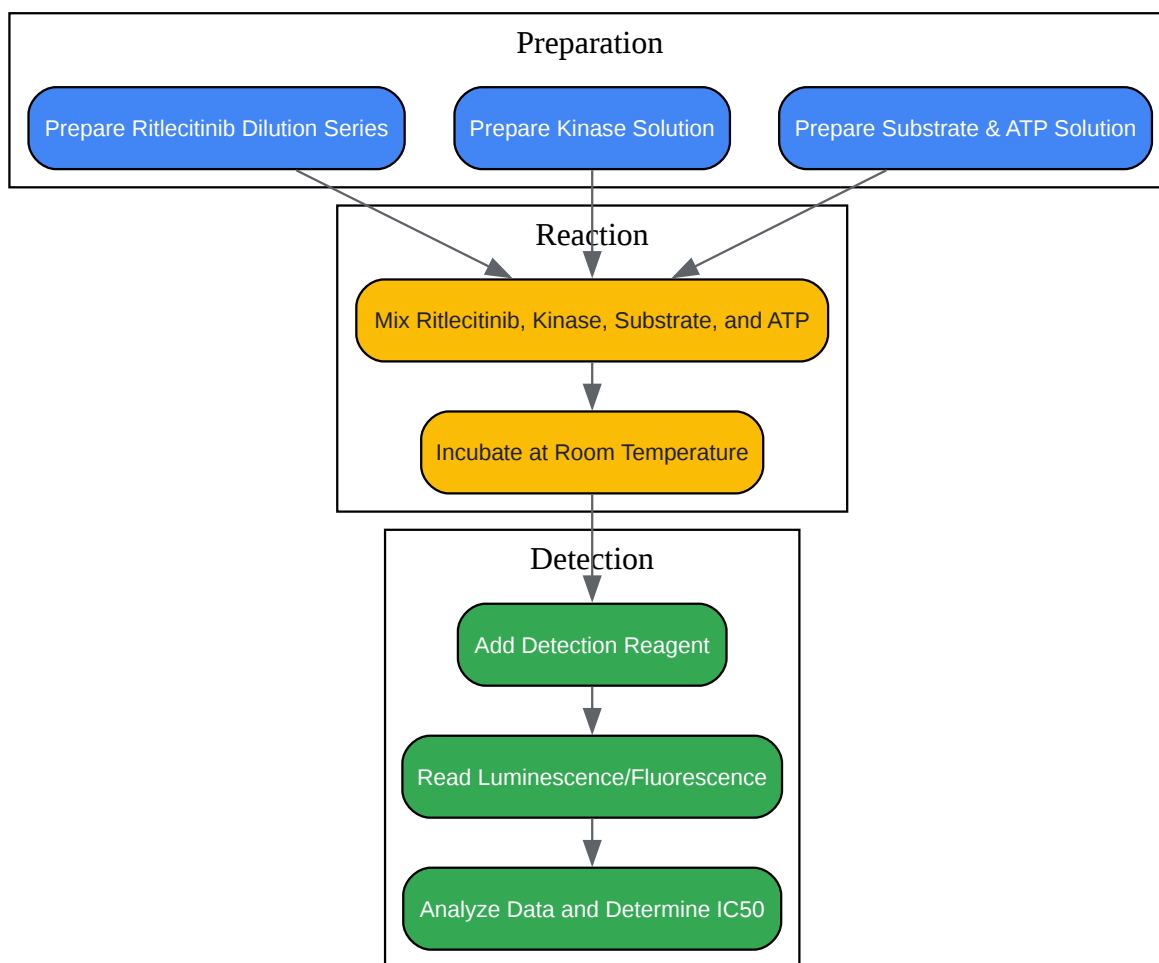 Preparation
Prepare Ritlecitinib Dilution Series
Prepare Kinase Solution
Prepare Substrate & ATP Solution
Reaction
Mix Ritlecitinib, Kinase, Substrate, and ATP
Incubate at Room Temperature
Detection
Add Detection Reagent
Read Luminescence/Fluorescence
Analyze Data and Determine IC50